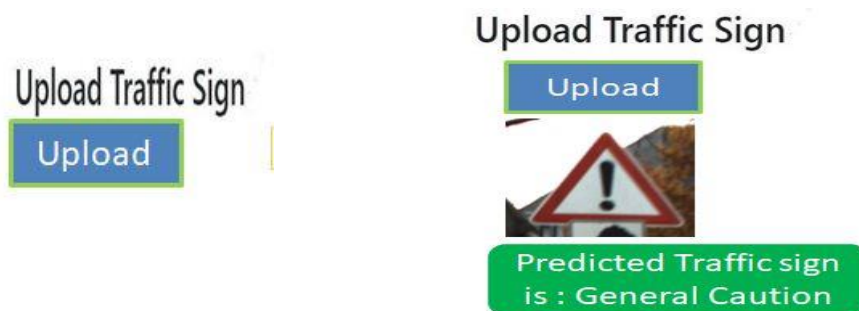 Upload Traffic Sign
Upload
Upload Traffic Sign
Upload
Predicted Traffic sign
is : General Caution